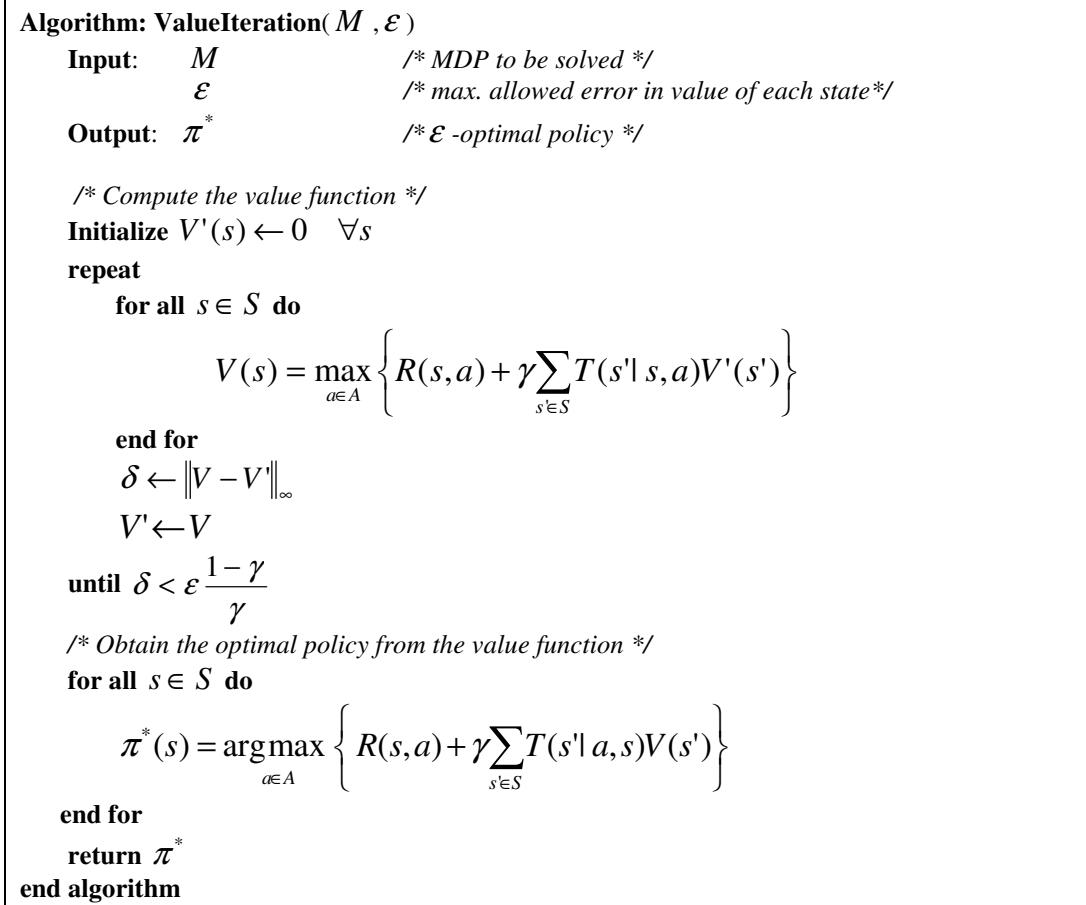 Algorithm: ValueIteration( M , ε )
Input: M /* MDP to be solved */
ε /* max. allowed error in value of each state*/
Output: π* /* ε -optimal policy */
/* Compute the value function */
Initialize V'(s) ← 0 ∀s
repeat
for all s ∈ S do
V(s) = max_{a∈A} { R(s,a) + γ ∑_{s'∈S} T(s'| s,a)V'(s') }
end for
δ ← ‖V − V'‖_∞
V' ← V
until δ < ε (1 − γ)/γ
/* Obtain the optimal policy from the value function */
for all s ∈ S do
π*(s) = argmax_{a∈A} { R(s,a) + γ ∑_{s'∈S} T(s'| a,s)V(s') }
end for
return π*
end algorithm